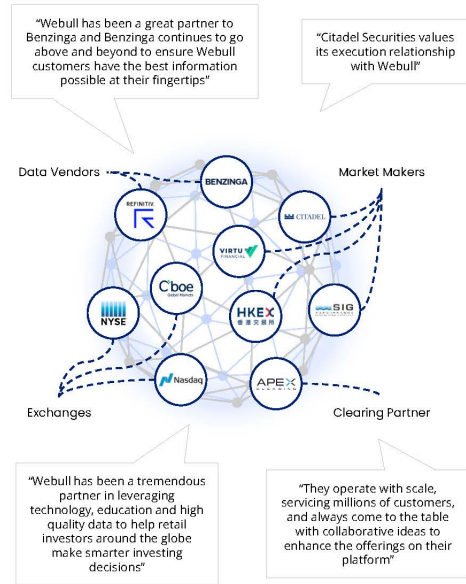 “Webull has been a great partner to
Benzinga and Benzinga continues to go
above and beyond to ensure Webull
customers have the best information
possible at their fingertips”
“Citadel Securities values
its execution relationship
with Webull”
Data Vendors
Market Makers
BENZINGA
REFINITIV
CITADEL
VIRTU
FINANCIAL
Cboe
Global Markets
NYSE
HKEX
香港交易所
SIG
Nasdaq
APEX
CLEARING
Exchanges
Clearing Partner
“Webull has been a tremendous
partner in leveraging
technology, education and high
quality data to help retail
investors around the globe
make smarter investing
decisions”
“They operate with scale,
servicing millions of customers,
and always come to the table
with collaborative ideas to
enhance the offerings on their
platform”